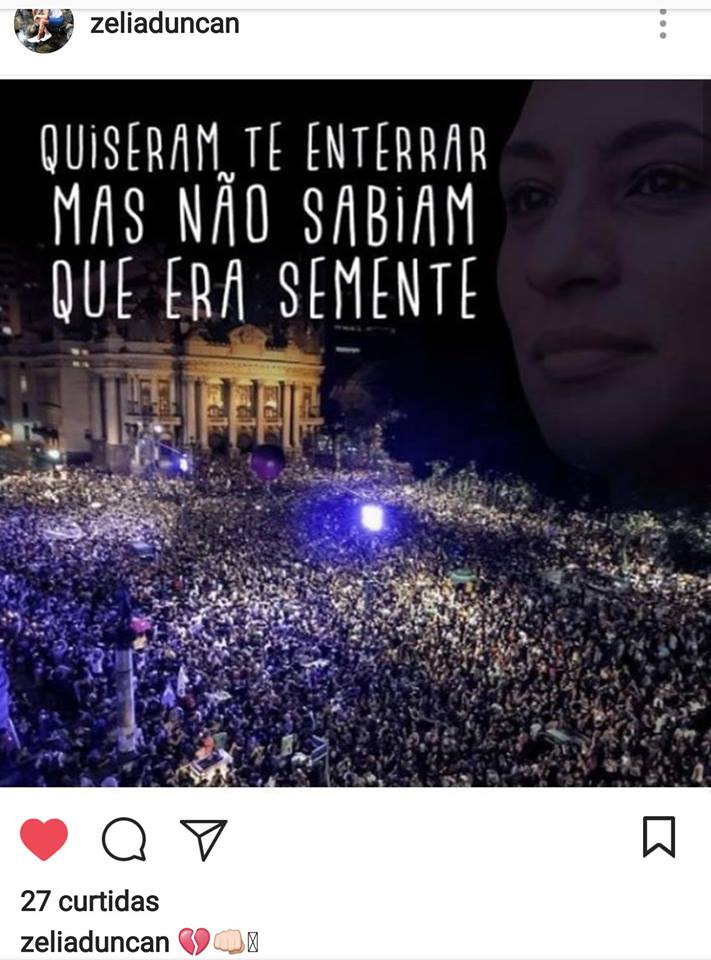 zeliaduncan
QUiSERAM TE ENTERRAR
MAS NÃO SABiAM
QUE ERA SEMENTE
27 curtidas
zeliaduncan 💔👊🏻